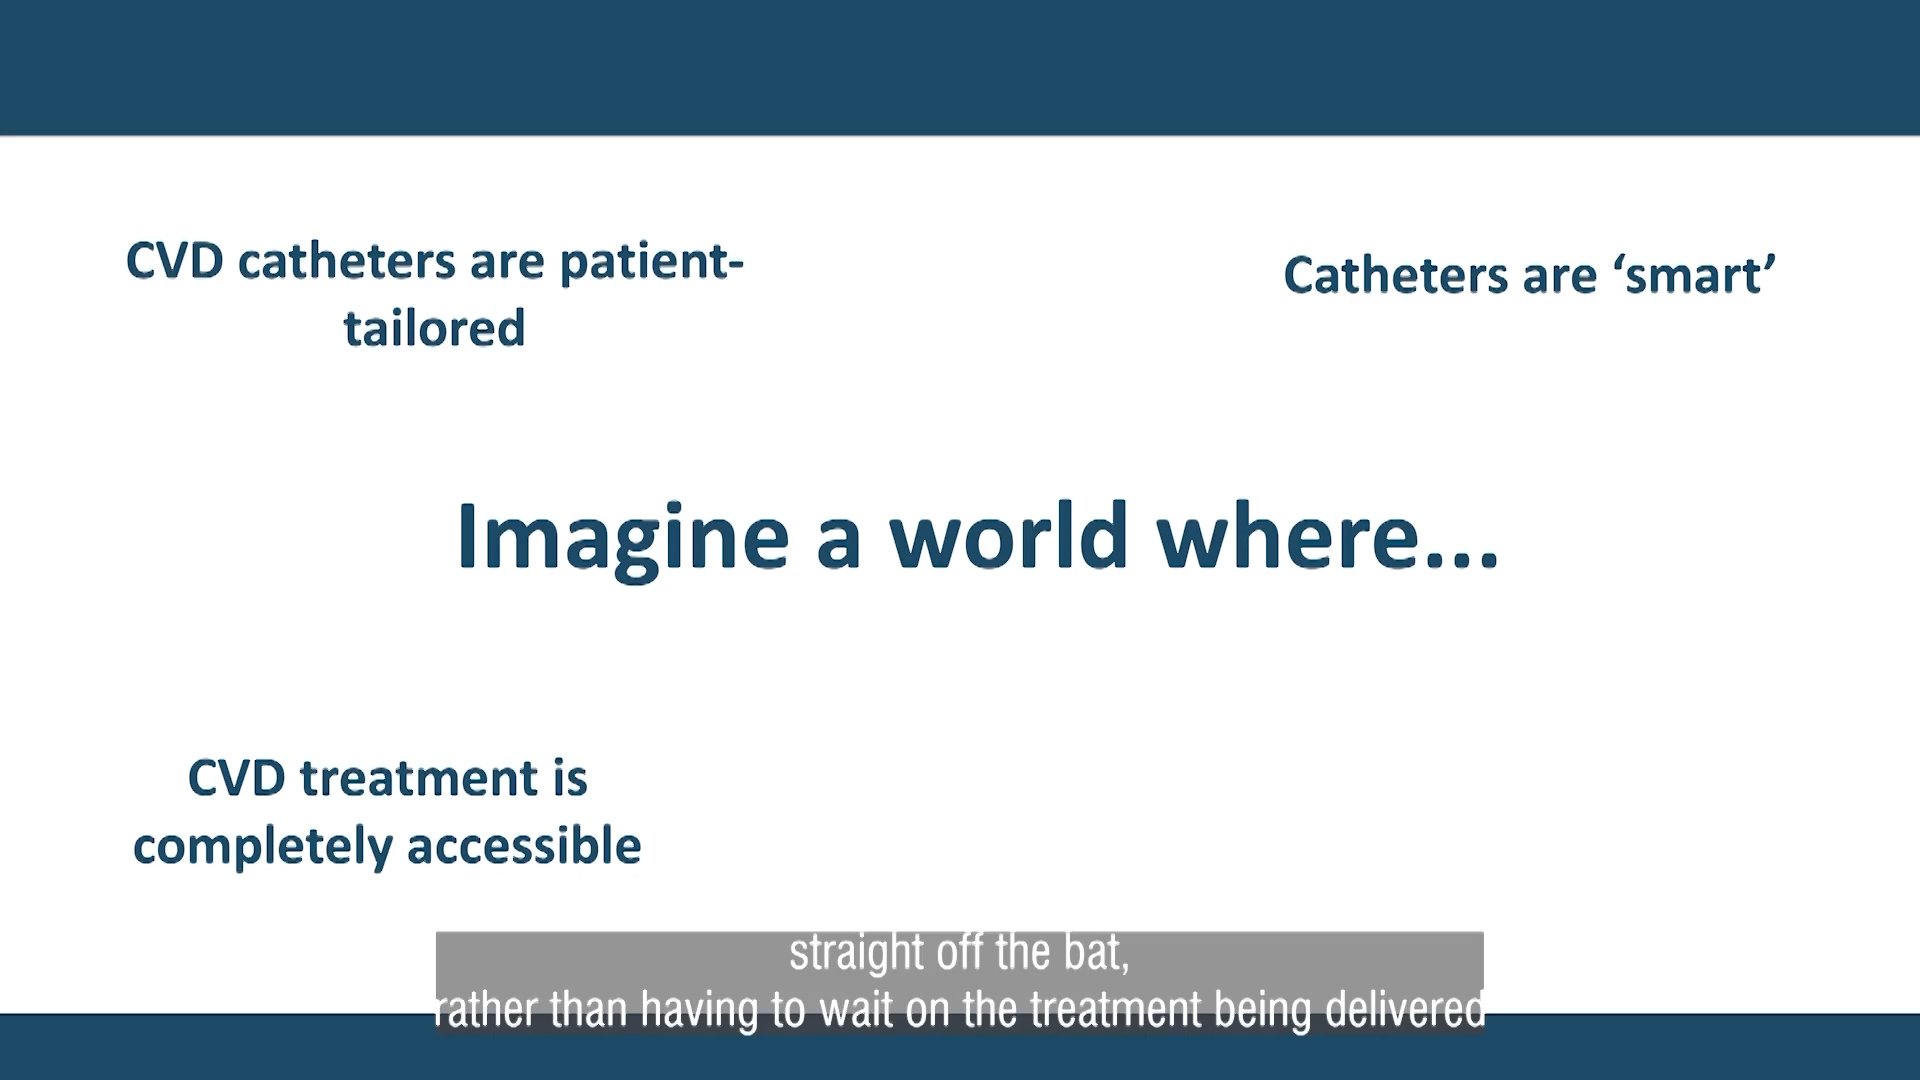 CVD catheters are patient-
tailored
Catheters are ‘smart’
Imagine a world where...
CVD treatment is
completely accessible
straight off the bat,
rather than having to wait on the treatment being delivered